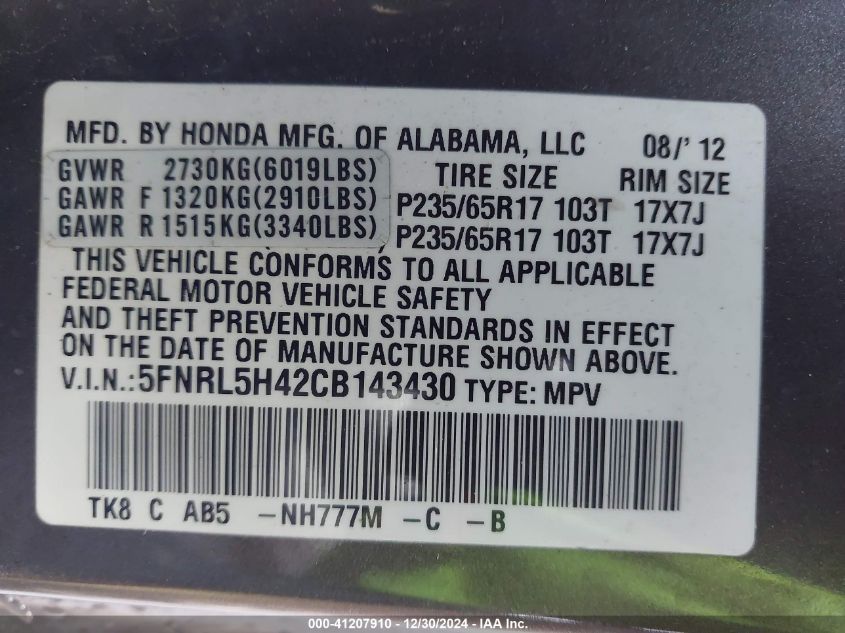 MFD. BY HONDA MFG. OF ALABAMA, LLC 08/' 12
GVWR 2730KG(6019LBS) TIRE SIZE RIM SIZE
GAWR F 1320KG(2910LBS) P235/65R17 103T 17X7J
GAWR R 1515KG(3340LBS) P235/65R17 103T 17X7J
THIS VEHICLE CONFORMS TO ALL APPLICABLE
FEDERAL MOTOR VEHICLE SAFETY
AND THEFT PREVENTION STANDARDS IN EFFECT
ON THE DATE OF MANUFACTURE SHOWN ABOVE.
V.I.N.:5FNRL5H42CB143430 TYPE: MPV
TK8 C AB5 -NH777M -C -B
000-41207910 - 12/30/2024 - IAA Inc.